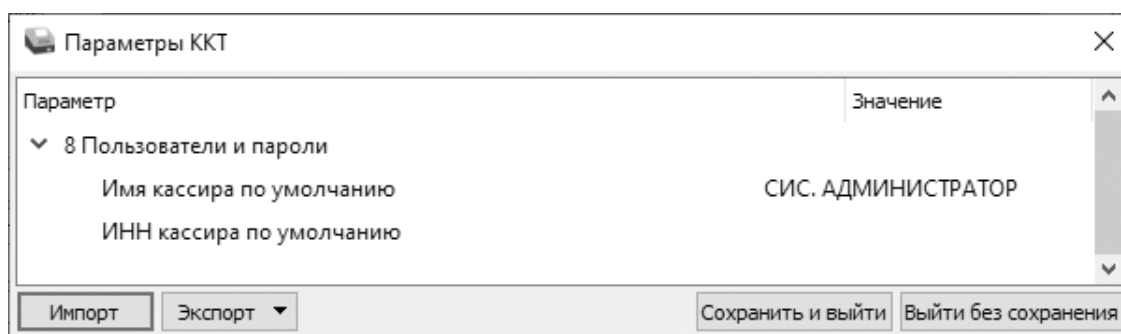 Параметры ККТ
Параметр Значение
8 Пользователи и пароли
Имя кассира по умолчанию СИС. АДМИНИСТРАТОР
ИНН кассира по умолчанию
Импорт Экспорт Сохранить и выйти Выйти без сохранения